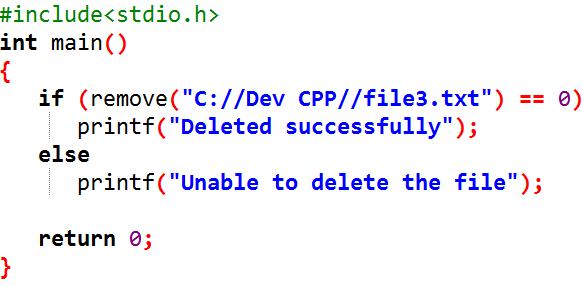 #include<stdio.h>
int main()
{
   if (remove("C://Dev CPP//file3.txt") == 0)
      printf("Deleted successfully");
   else
      printf("Unable to delete the file");

   return 0;
}